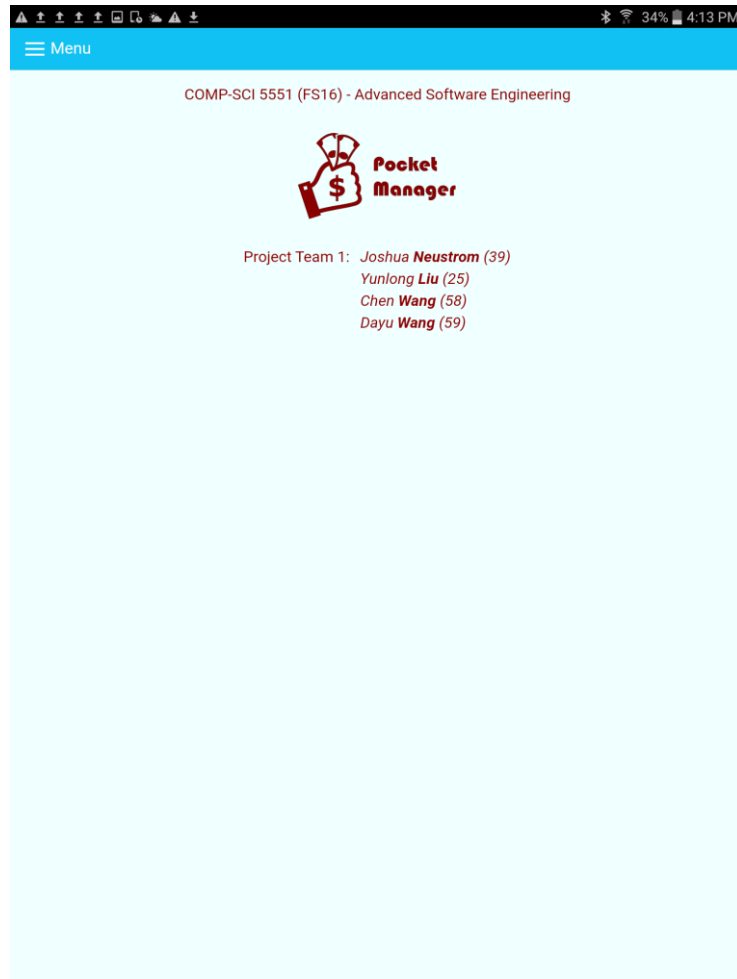 34% 4:13 PM
Menu
COMP-SCI 5551 (FS16) - Advanced Software Engineering
$
Pocket
Manager
Project Team 1: Joshua Neustrom (39)
Yunlong Liu (25)
Chen Wang (58)
Dayu Wang (59)